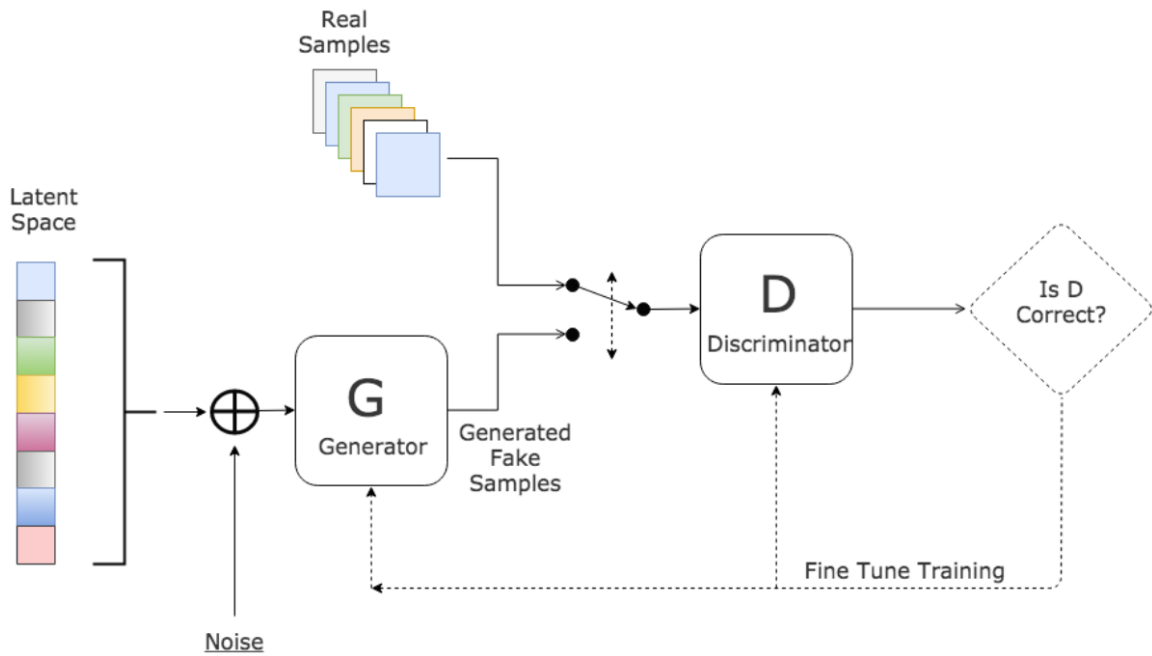 Real
Samples
Latent
Space
G
Generator
Generated
Fake
Samples
D
Discriminator
Is D
Correct?
Fine Tune Training
Noise